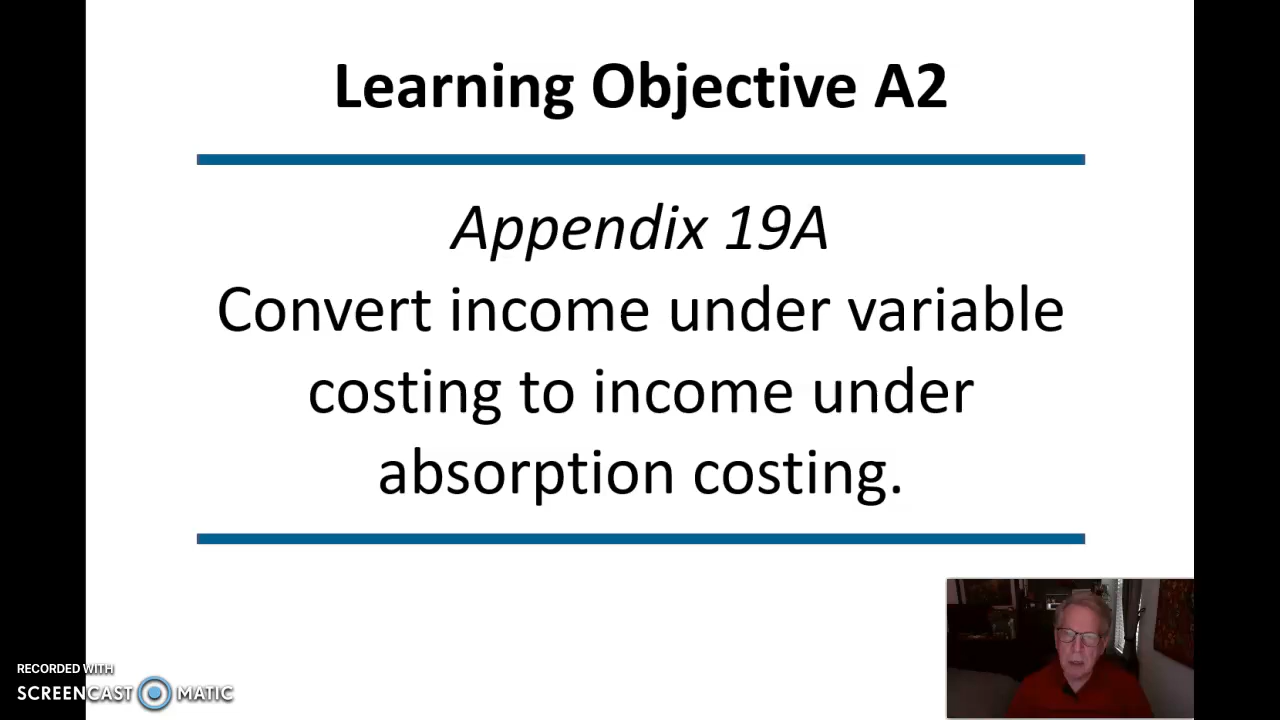 Learning Objective A2
Appendix 19A
Convert income under variable
costing to income under
absorption costing.
RECORDED WITH
SCREENCAST MATIC